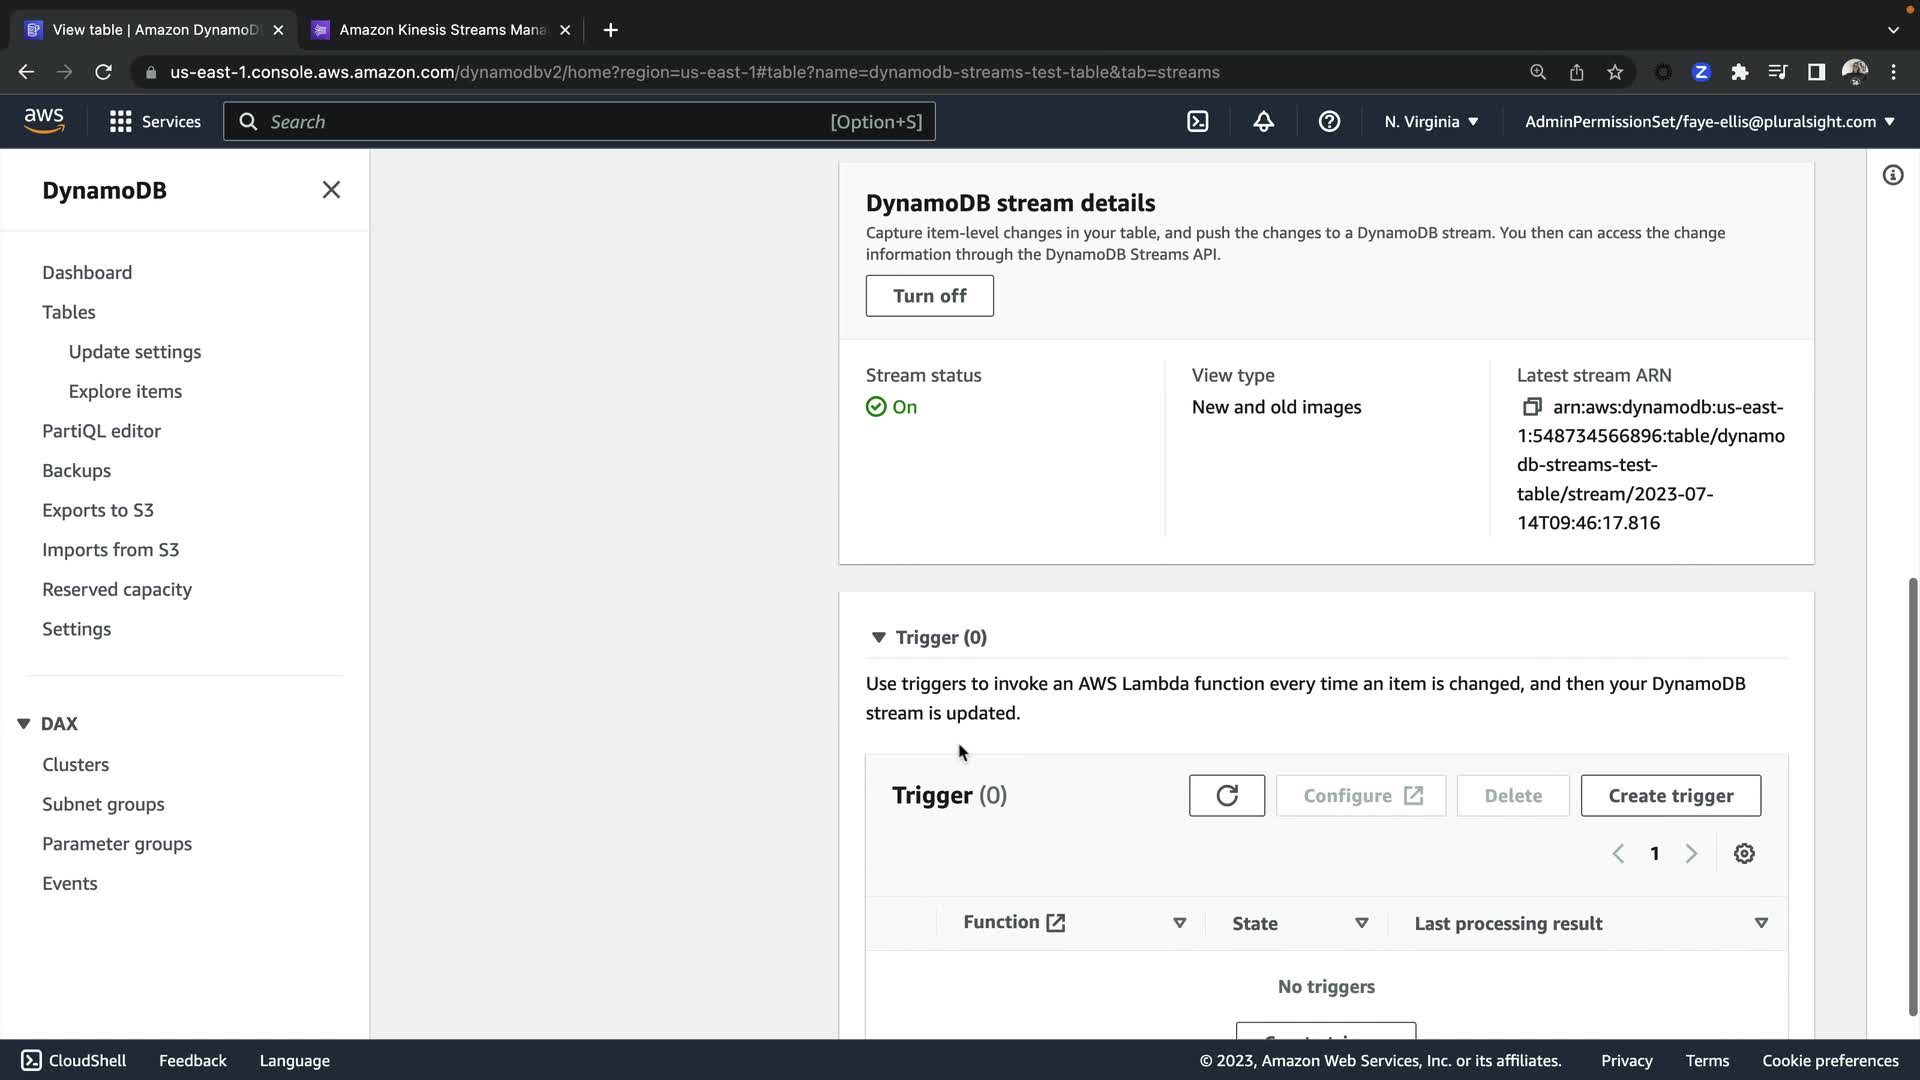 View table | Amazon DynamoD
Amazon Kinesis Streams Mana
us-east-1.console.aws.amazon.com/dynamodbv2/home?region=us-east-1#table?name=dynamodb-streams-test-table&tab=streams
aws
Services
Search
[Option+S]
N. Virginia
AdminPermissionSet/faye-ellis@pluralsight.com
DynamoDB
Dashboard
Tables
Update settings
Explore items
PartiQL editor
Backups
Exports to S3
Imports from S3
Reserved capacity
Settings
DAX
Clusters
Subnet groups
Parameter groups
Events
DynamoDB stream details
Capture item-level changes in your table, and push the changes to a DynamoDB stream. You then can access the change
information through the DynamoDB Streams API.
Turn off
Stream status
On
View type
New and old images
Latest stream ARN
arn:aws:dynamodb:us-east-
1:548734566896:table/dynamo
db-streams-test-
table/stream/2023-07-
14T09:46:17.816
Trigger (0)
Use triggers to invoke an AWS Lambda function every time an item is changed, and then your DynamoDB
stream is updated.
Trigger (0)
Configure
Delete
Create trigger
1
Function
State
Last processing result
No triggers
CloudShell
Feedback
Language
© 2023, Amazon Web Services, Inc. or its affiliates.
Privacy
Terms
Cookie preferences